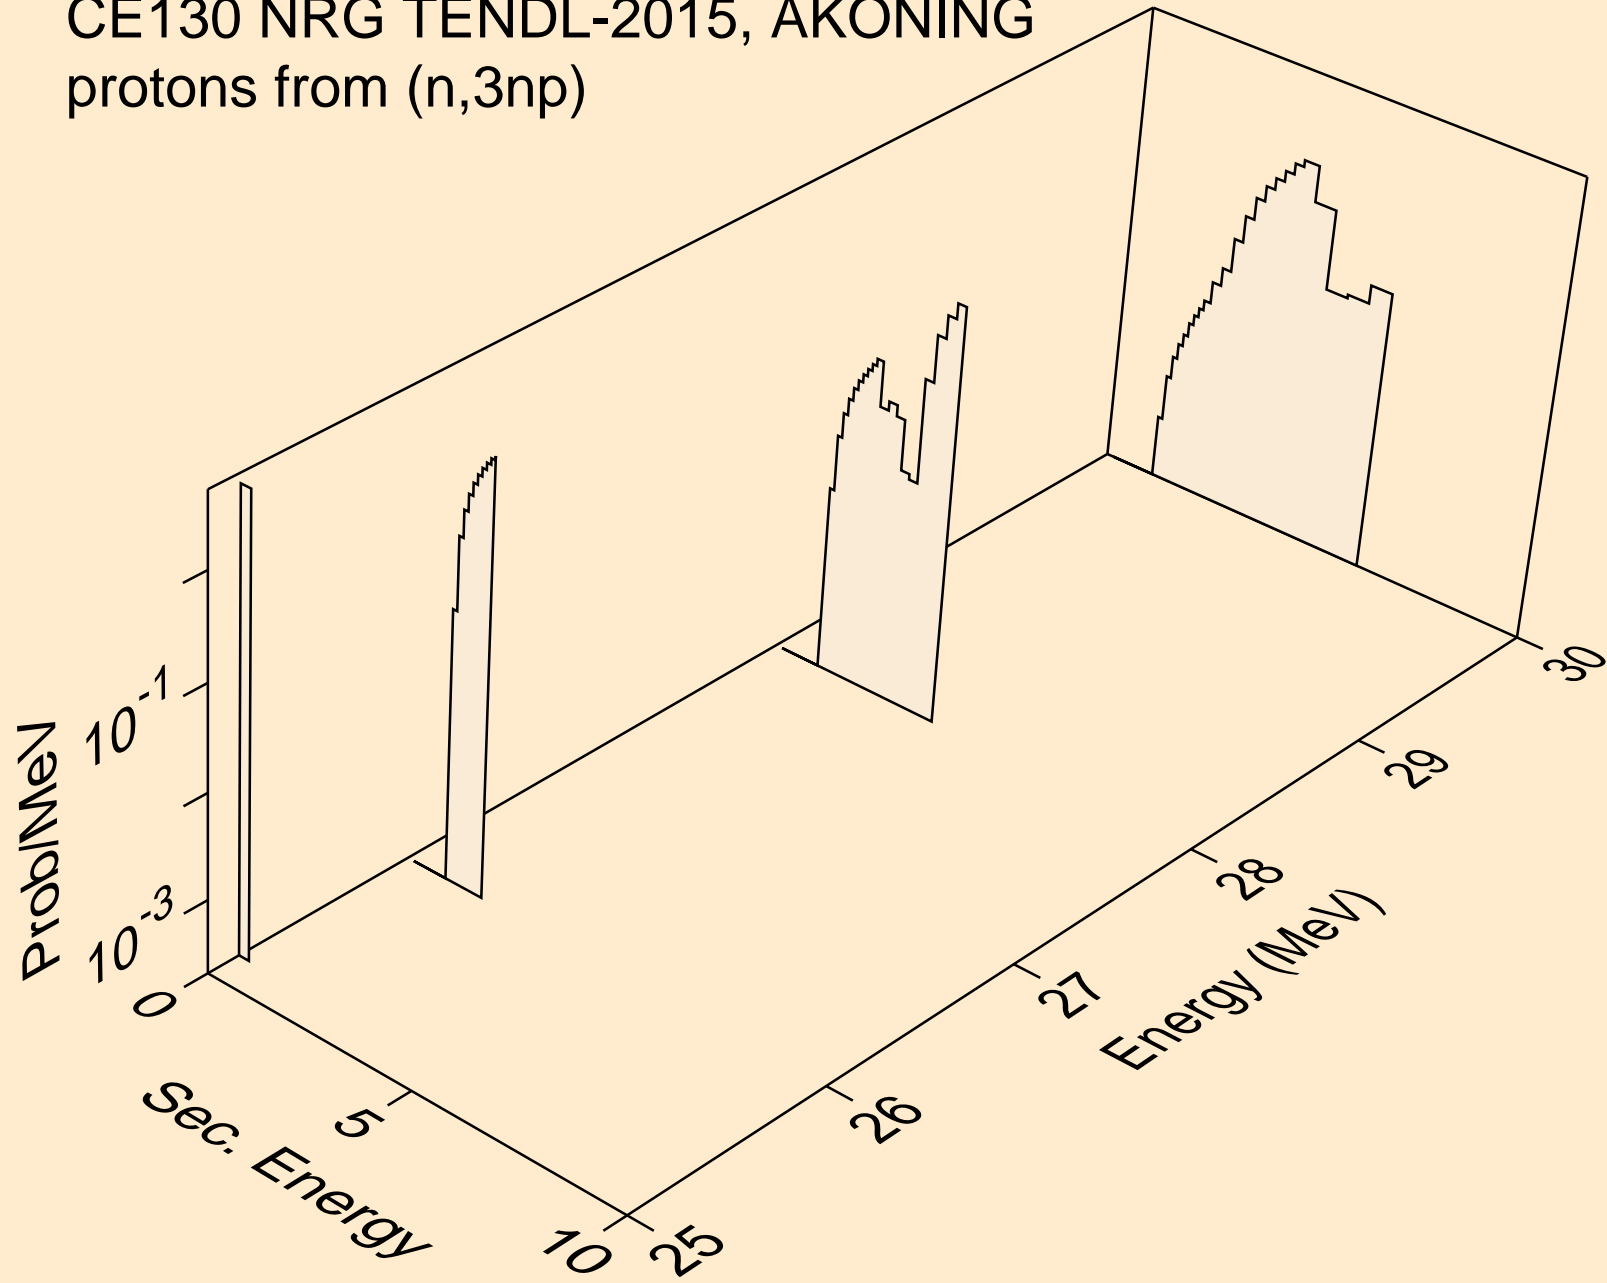 CE130 NRG TENDL-2015, AKONING
protons from (n,3np)
10-1
10-3
Prob/MeV
0
5
10
Sec. Energy
25
26
27
28
29
30
Energy (MeV)